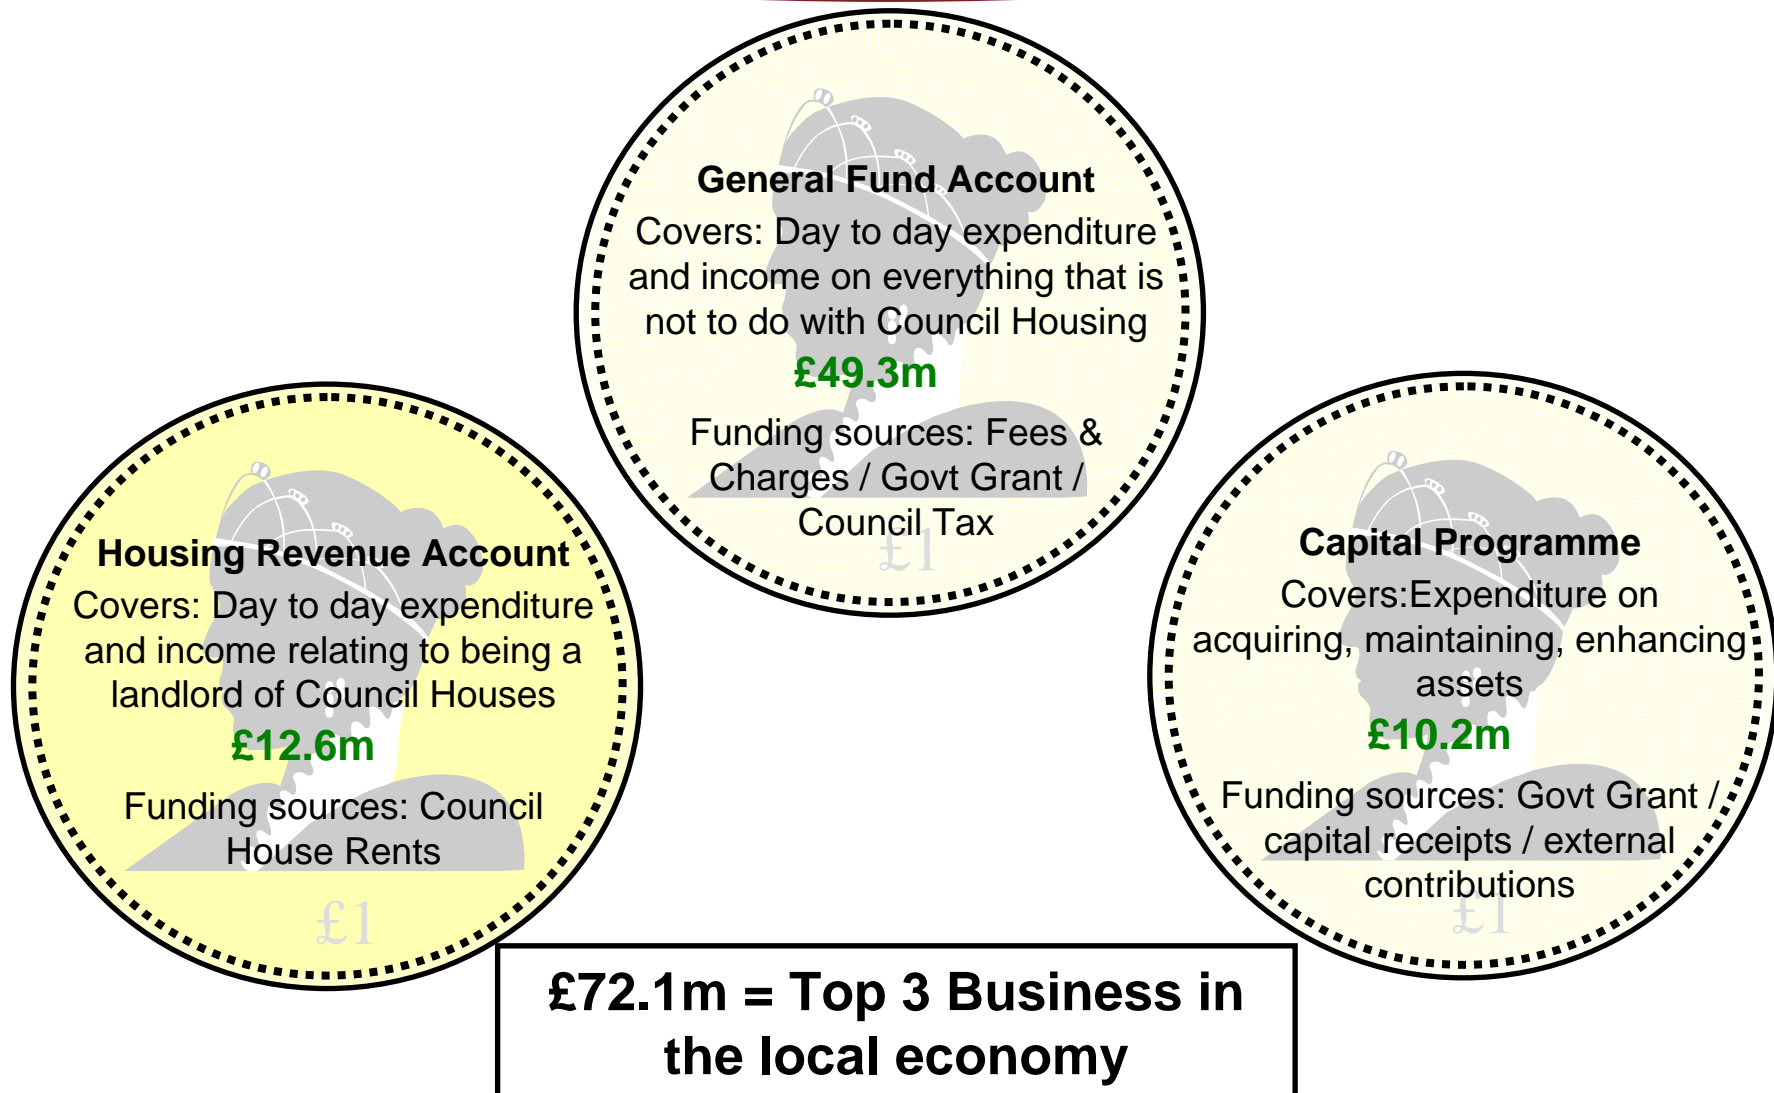 General Fund Account
Covers: Day to day expenditure
and income on everything that is
not to do with Council Housing
£49.3m
Funding sources: Fees &
Charges / Govt Grant /
Council Tax
£1
Housing Revenue Account
Covers: Day to day expenditure
and income relating to being a
landlord of Council Houses
£12.6m
Funding sources: Council
House Rents
£1
Capital Programme
Covers:Expenditure on
acquiring, maintaining, enhancing
assets
£10.2m
Funding sources: Govt Grant /
capital receipts / external
contributions
£1
£72.1m = Top 3 Business in
the local economy